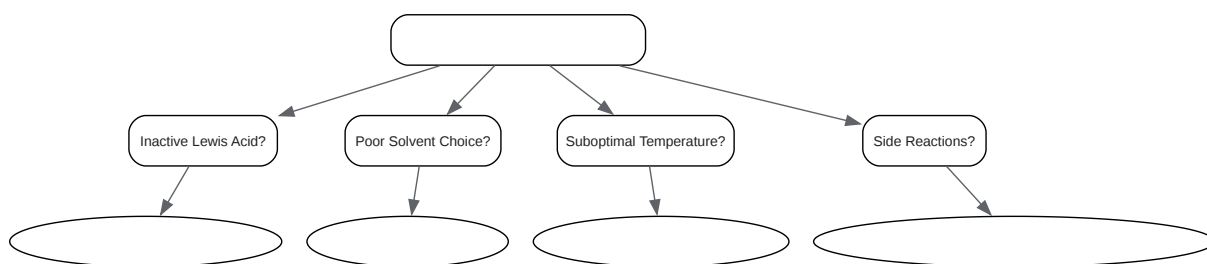 Inactive Lewis Acid?
Poor Solvent Choice?
Suboptimal Temperature?
Side Reactions?